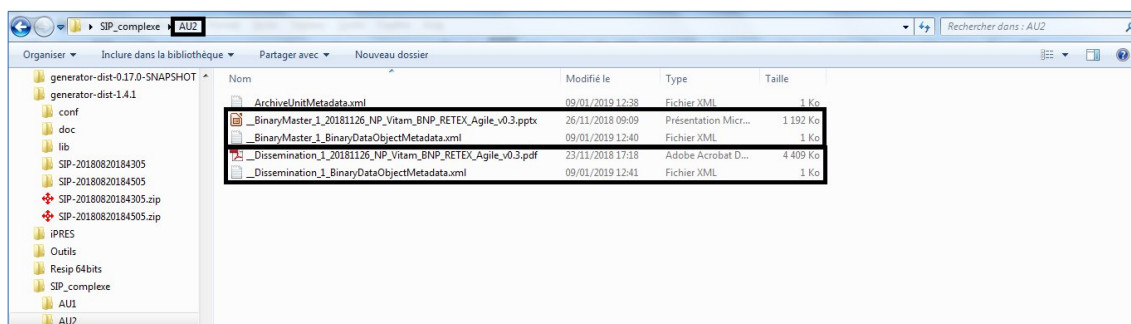 SIP_complexe AU2 Rechercher dans : AU2
Organiser Inclure dans la bibliothèque Partager avec Nouveau dossier
generator-dist-0.17.0-SNAPSHOT
generator-dist-1.4.1
conf
doc
lib
SIP-20180820184305
SIP-20180820184505
SIP-20180820184305.zip
SIP-20180820184505.zip
iPRES
Outils
Resip 64bits
SIP_complexe
AU1
AU2
Nom Modifié le Type Taille
__ArchiveUnitMetadata.xml 09/01/2019 12:38 Fichier XML 1 Ko
__BinaryMaster_1_20181126_NP_Vitam_BNP_RETEX_Agile_v0.3.pptx 26/11/2018 09:09 Présentation Micr... 1 192 Ko
__BinaryMaster_1_BinaryDataObjectMetadata.xml 09/01/2019 12:40 Fichier XML 1 Ko
__Dissemination_1_20181126_NP_Vitam_BNP_RETEX_Agile_v0.3.pdf 23/11/2018 17:18 Adobe Acrobat D... 4 409 Ko
__Dissemination_1_BinaryDataObjectMetadata.xml 09/01/2019 12:41 Fichier XML 1 Ko